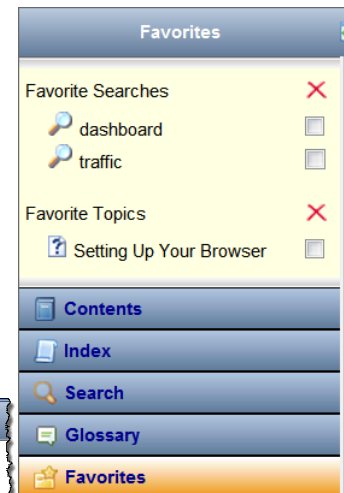 Favorites
Favorite Searches
dashboard
traffic
Favorite Topics
Setting Up Your Browser
Contents
Index
Search
Glossary
Favorites